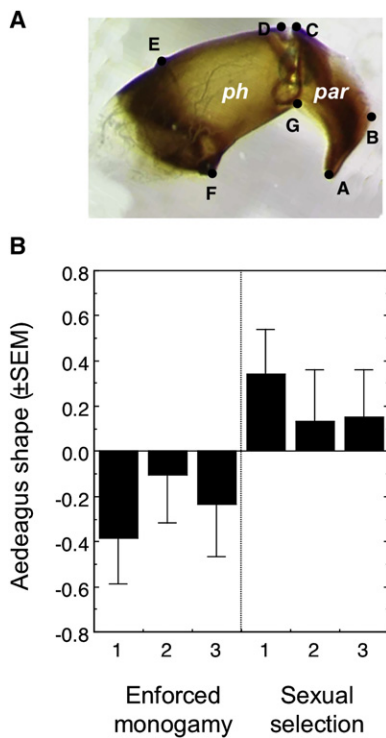 A
D C
E
ph par
B
G
F A
B
Aedeagus shape (±SEM)
0.8
0.6
0.4
0.2
0.0
-0.2
-0.4
-0.6
-0.8
1 2 3 1 2 3
Enforced Sexual
monogamy selection